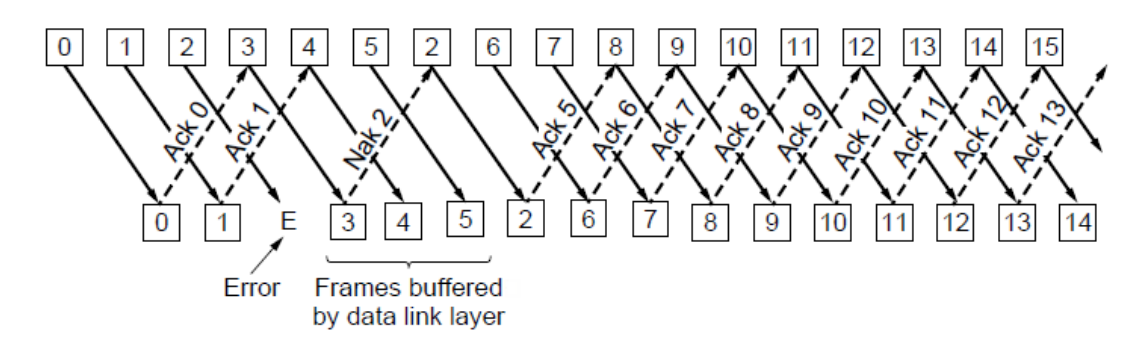 0 1 2 3 4 5 2 6 7 8 9 10 11 12 13 14 15
Ack 0 Ack 1 Nak 2 Ack 5 Ack 6 Ack 7 Ack 8 Ack 9 Ack 10 Ack 11 Ack 12 Ack 13
0 1 E 3 4 5 2 6 7 8 9 10 11 12 13 14
Error Frames buffered
by data link layer